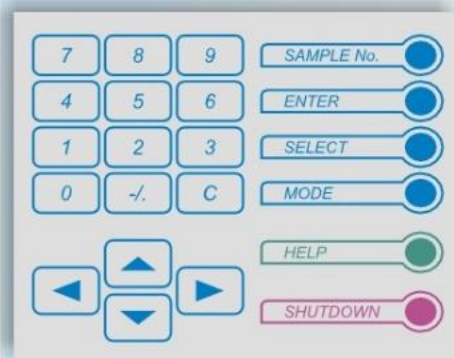 7 8 9 SAMPLE No.
4 5 6 ENTER
1 2 3 SELECT
0 -/. C MODE
HELP
SHUTDOWN